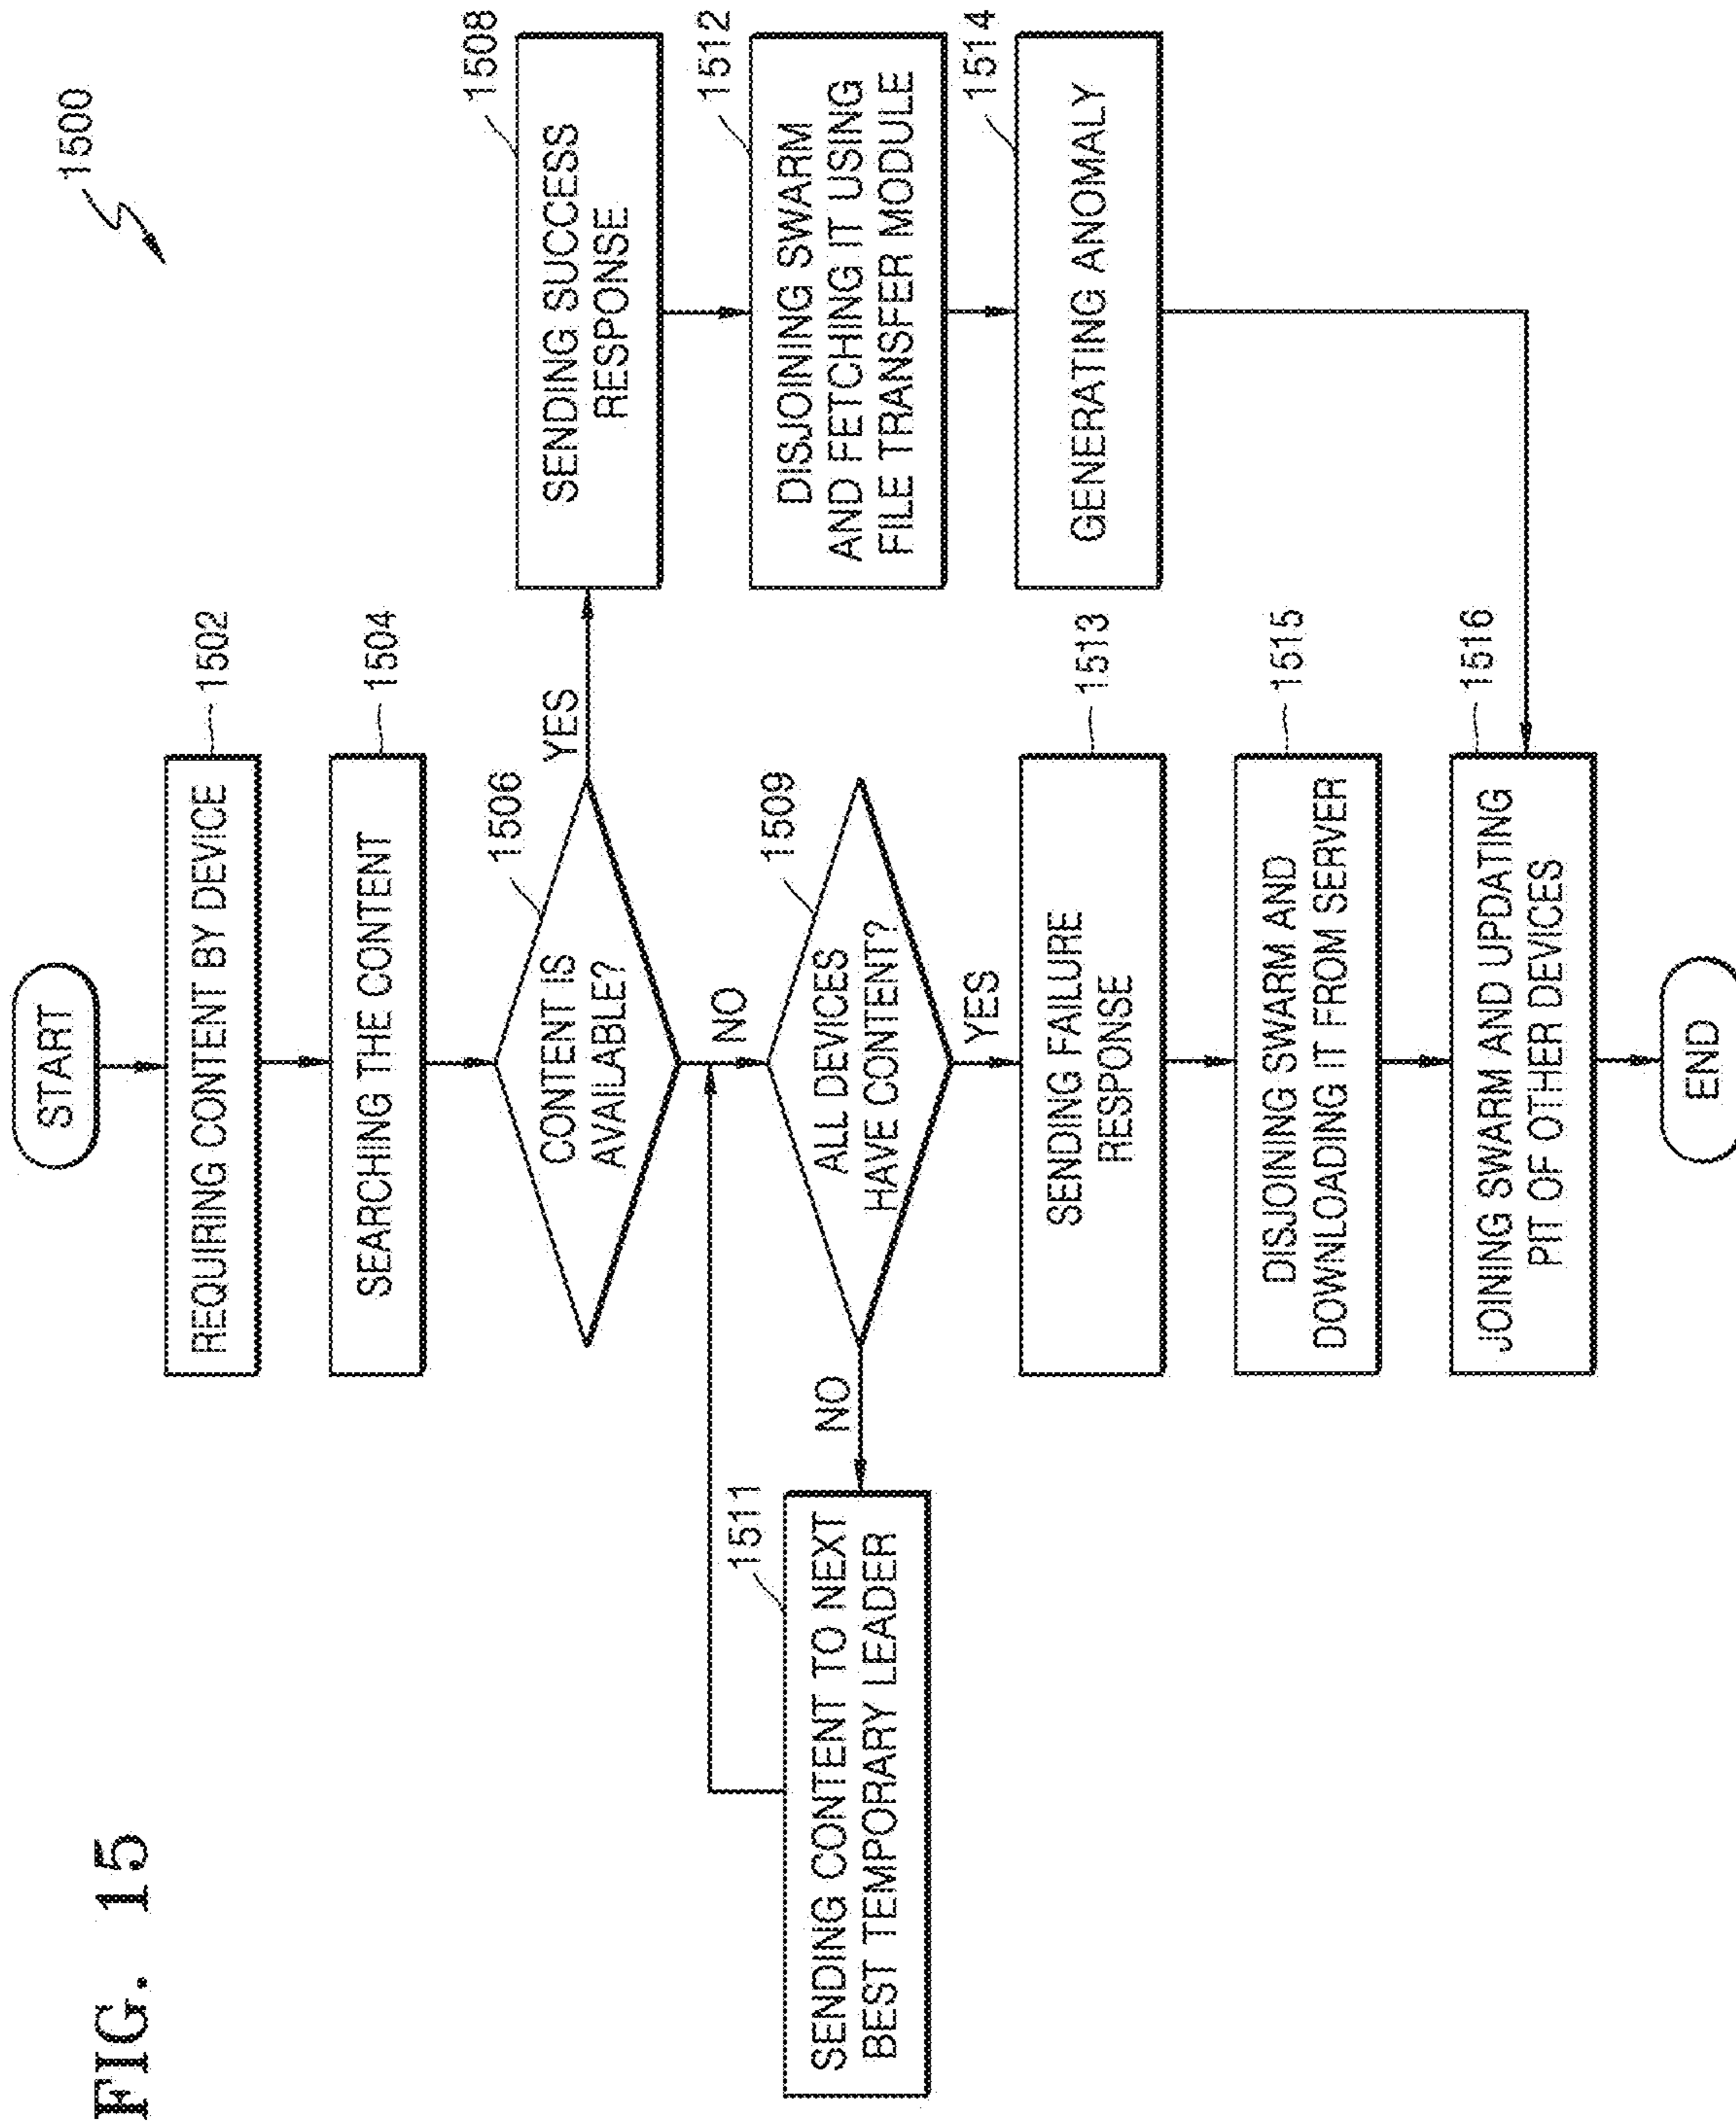 FIG. 15
1500
START
REQUIRING CONTENT BY DEVICE
1502
SEARCHING THE CONTENT
1504
CONTENT IS
AVAILABLE?
1506
YES
NO
SENDING SUCCESS
RESPONSE
1508
DISJOINING SWARM
AND FETCHING IT USING
FILE TRANSFER MODULE
1512
GENERATING ANOMALY
1514
ALL DEVICES
HAVE CONTENT?
1509
NO
YES
SENDING CONTENT TO NEXT
BEST TEMPORARY LEADER
1511
SENDING FAILURE
RESPONSE
1513
DISJOINING SWARM AND
DOWNLOADING IT FROM SERVER
1515
JOINING SWARM AND UPDATING
PIT OF OTHER DEVICES
1516
END